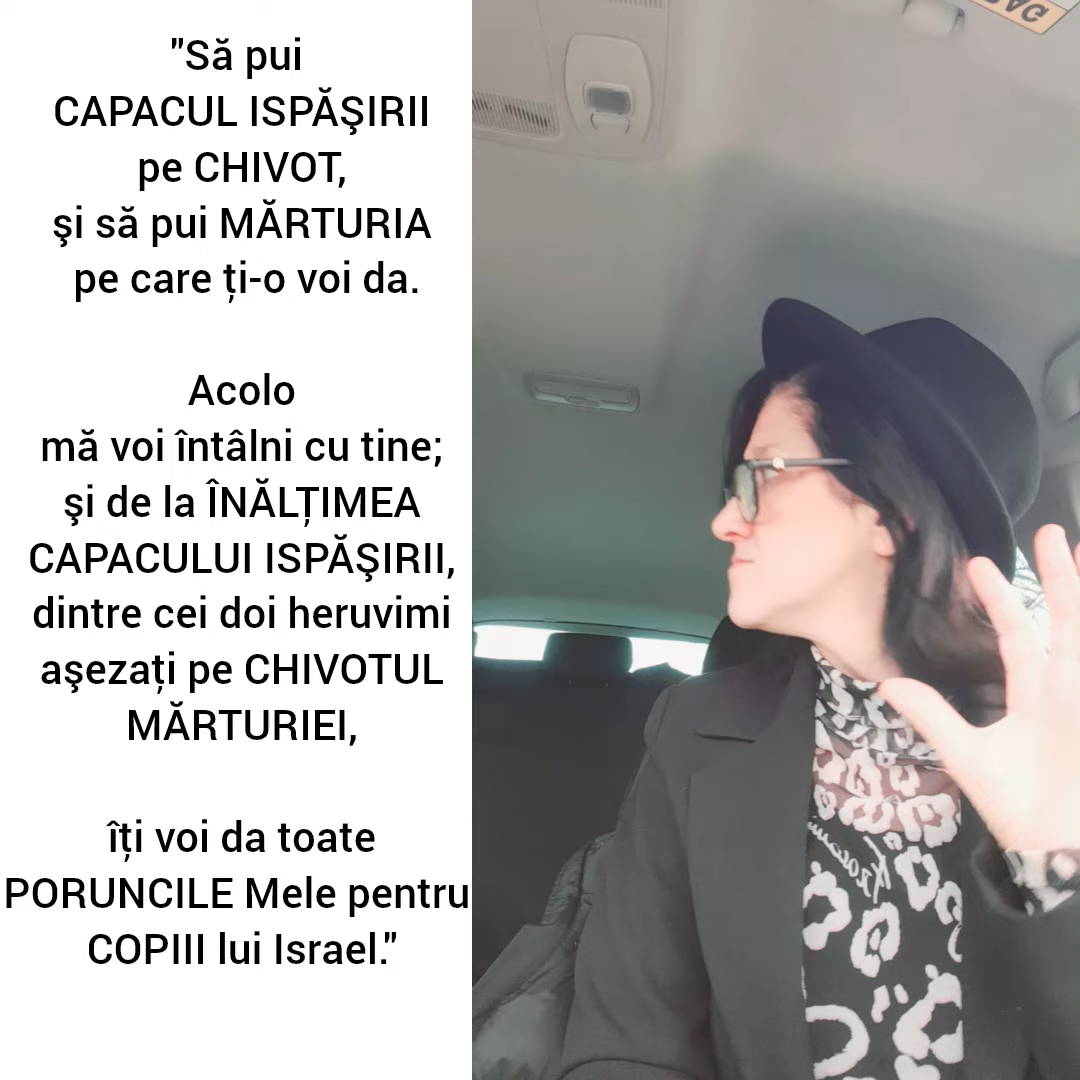 "Să pui
CAPACUL ISPĂŞIRII
pe CHIVOT,
şi să pui MĂRTURIA
pe care ți-o voi da.
Acolo
mă voi întâlni cu tine;
şi de la ÎNĂLȚIMEA
CAPACULUI ISPĂŞIRII,
dintre cei doi heruvimi
aşezați pe CHIVOTUL
MĂRTURIEI,
îți voi da toate
PORUNCILE Mele pentru
COPIII lui Israel."